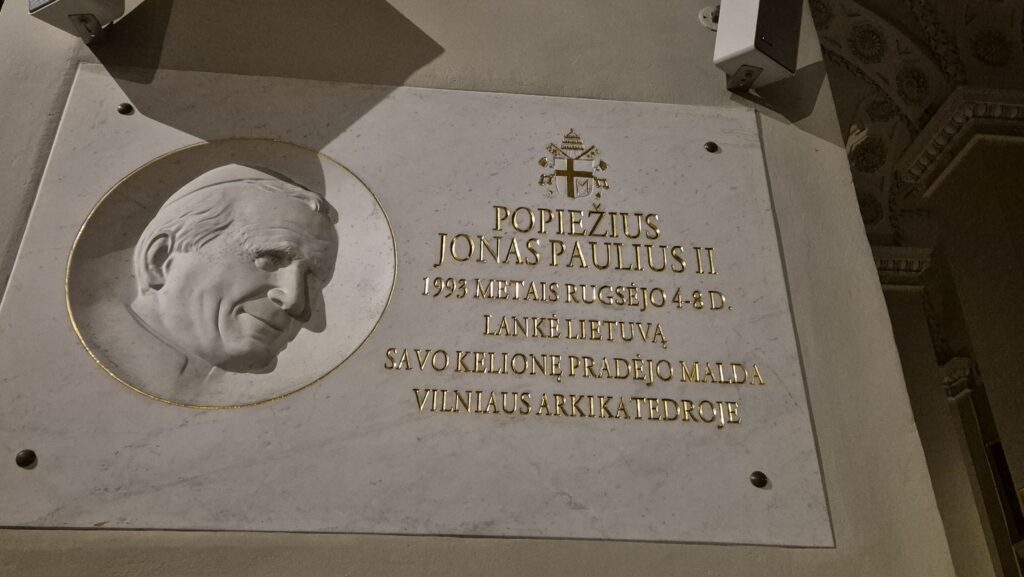 POPIEŽIUS
JONAS PAULIUS II
1993 METAIS RUGSĖJO 4-8 D.
LANKĖ LIETUVĄ
SAVO KELIONĘ PRADĖJO MALDA
VILNIAUS ARKIKATEDROJE